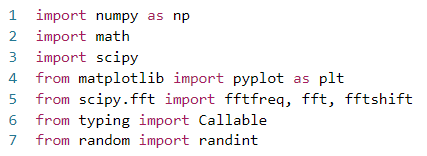 1 import numpy as np
2 import math
3 import scipy
4 from matplotlib import pyplot as plt
5 from scipy.fft import fftfreq, fft, fftshift
6 from typing import Callable
7 from random import randint